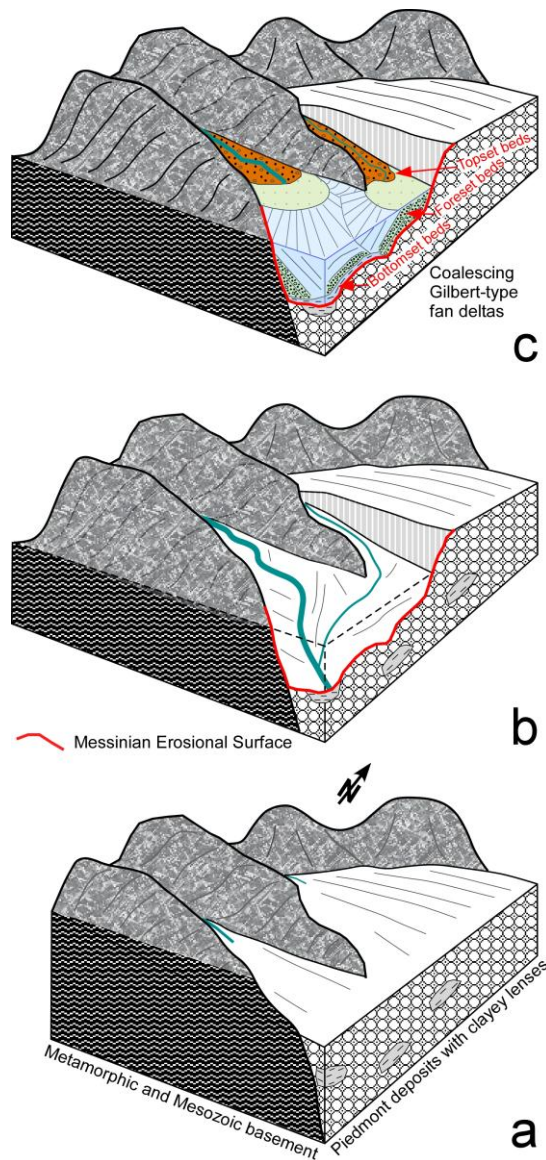 Topset beds
Foreset beds
Bottomset beds
Coalescing
Gilbert-type
fan deltas
c
Messinian Erosional Surface
b
N
Metamorphic and Mesozoic basement
Piedmont deposits with clayey lenses
a